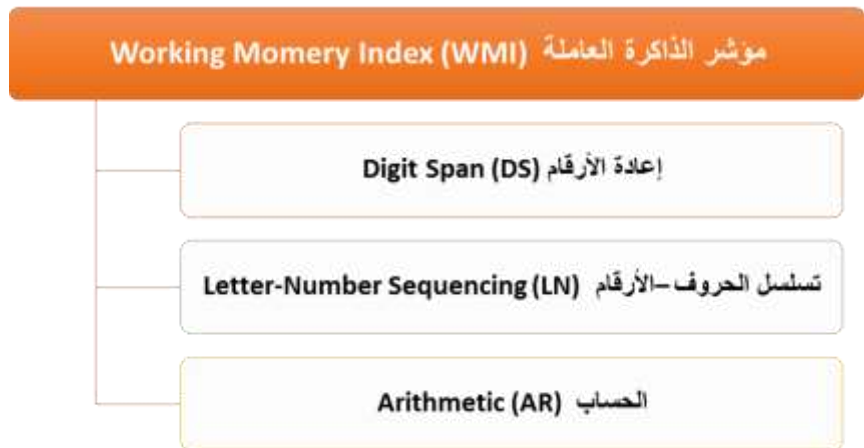 مؤشر الذاكرة العاملة Working Momery Index (WMI)
إعادة الأرقام Digit Span (DS)
تسلسل الحروف –الأرقام Letter-Number Sequencing (LN)
الحساب Arithmetic (AR)